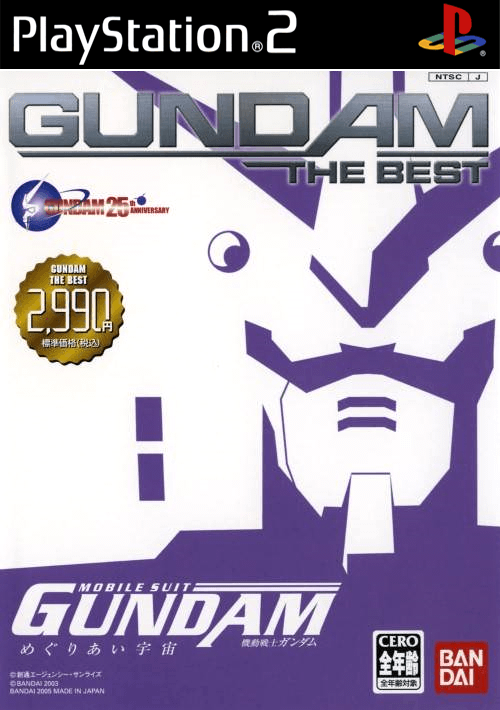 PlayStation®2
NTSC J
GUNDAM
THE BEST
GUNDAM 25th
ANNIVERSARY
GUNDAM
THE BEST
2,990円
標準価格(税込)
MOBILE SUIT
GUNDAM
めぐりあい宇宙
機動戦士ガンダム
©創通エージェンシー・サンライズ
©BANDAI 2003
BANDAI 2005 MADE IN JAPAN
CERO
全年齢
全年齢対象
BAN
DAI